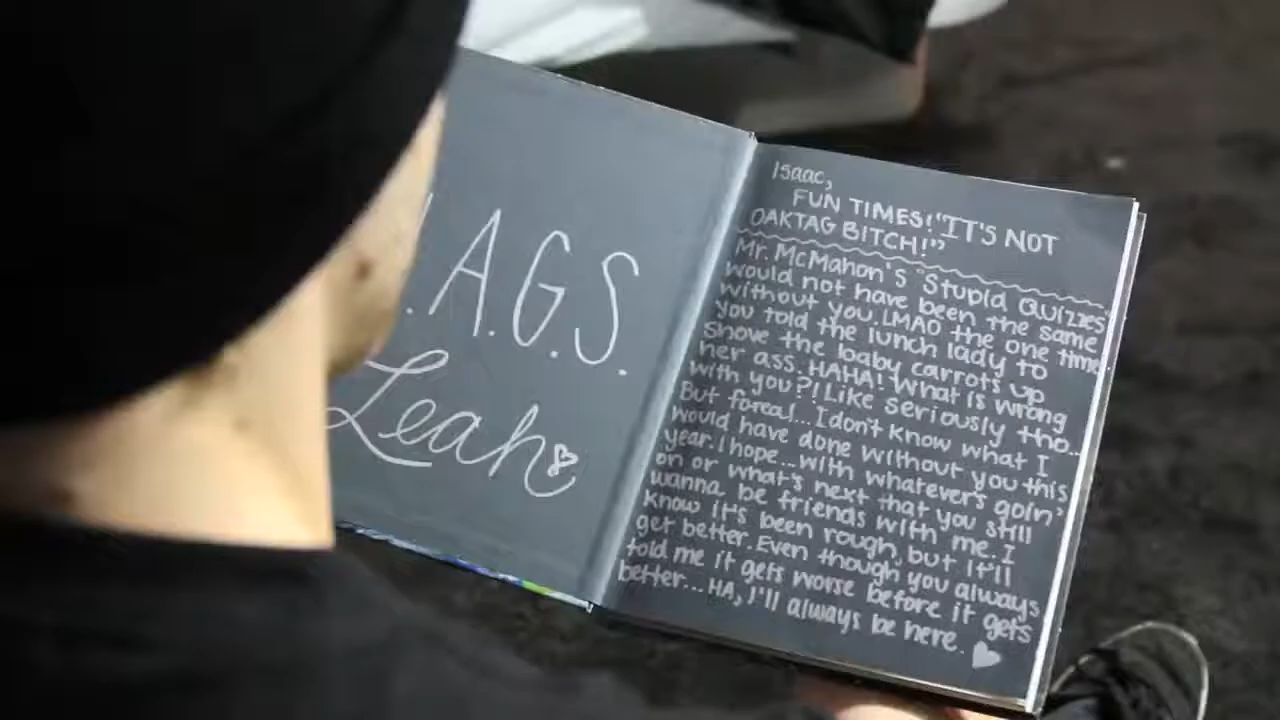 .A.G.S.
Leah
Isaac,
FUN TIMES! "IT'S NOT
OAKTAG BITCH!"
Mr. McMahon's "Stupid Quizzes"
would not have been the same
without you. LMAO the one time
you told the lunch lady to
shove the baby carrots up
her ass. HAHA! What is wrong
with you?! Like seriously tho...
But foreal... I don't know what I
would have done without you this
year. I hope... with whatever's goin'
on or what's next that you still
wanna be friends with me. I
know it's been rough, but it'll
get better. Even though you always
told me it gets worse before it gets
better... HA, I'll always be here.